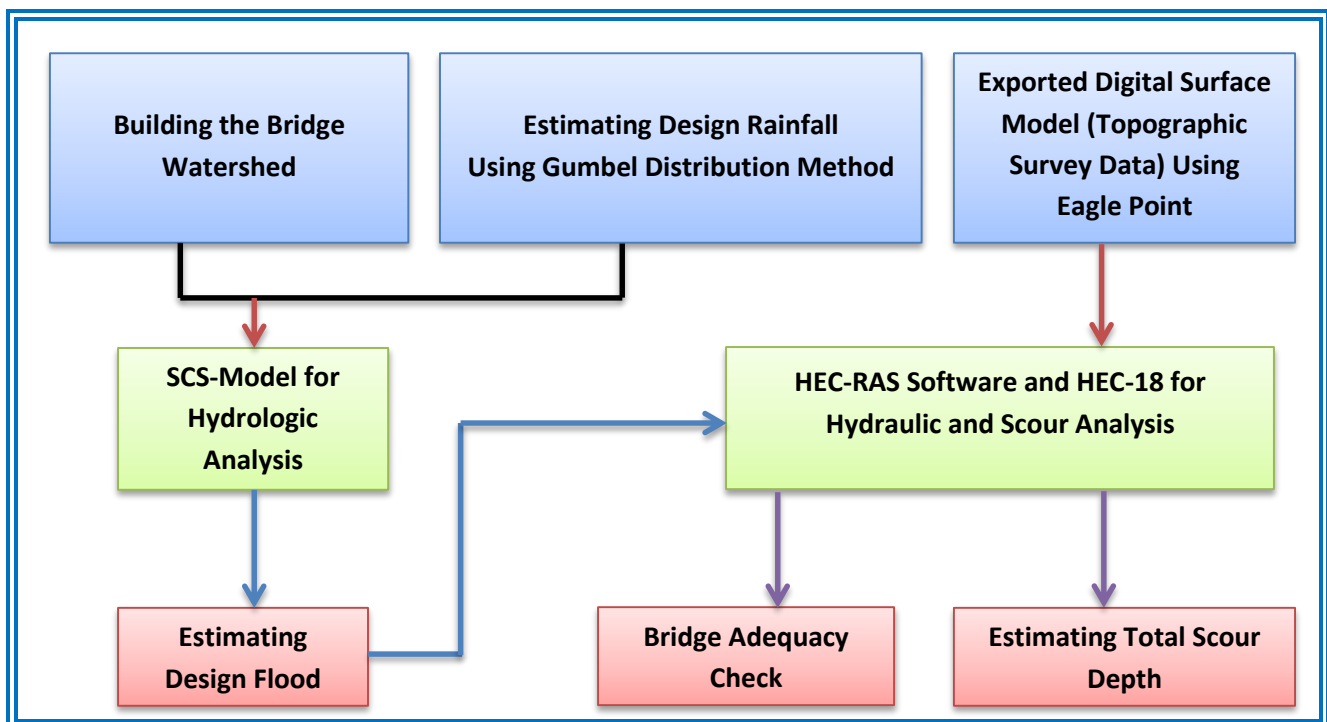 Building the Bridge
Watershed
Estimating Design Rainfall
Using Gumbel Distribution Method
Exported Digital Surface
Model (Topographic
Survey Data) Using
Eagle Point
SCS-Model for
Hydrologic
Analysis
HEC-RAS Software and HEC-18 for
Hydraulic and Scour Analysis
Estimating
Design Flood
Bridge Adequacy
Check
Estimating Total Scour
Depth